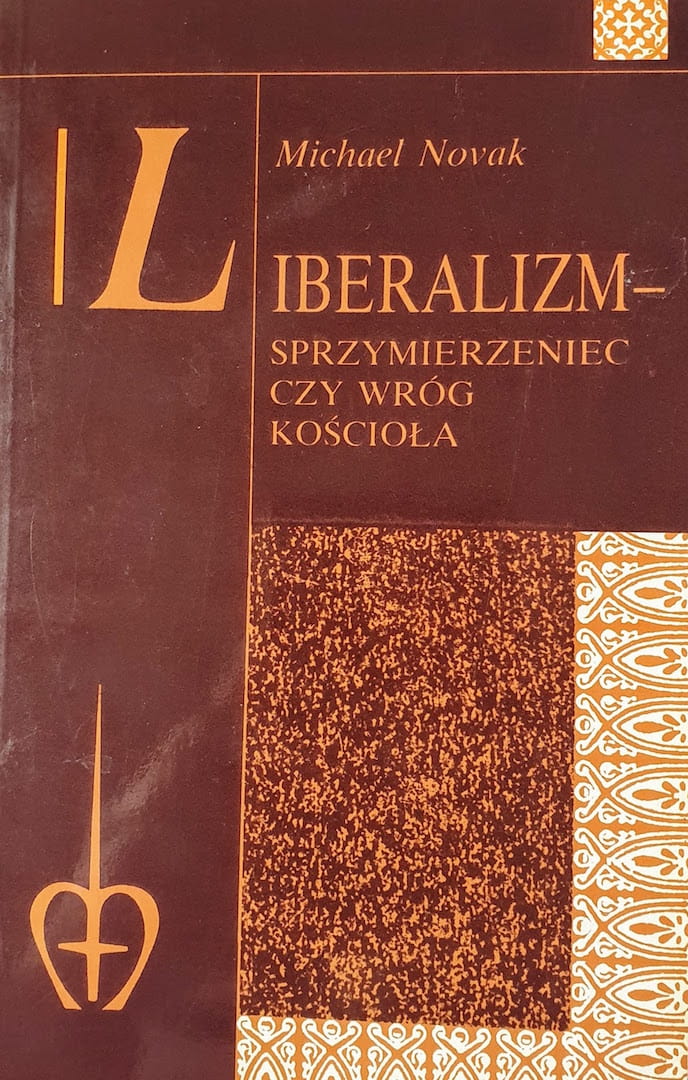 Michael Novak
LIBERALIZM–
SPRZYMIERZENIEC
CZY WRÓG
KOŚCIOŁA